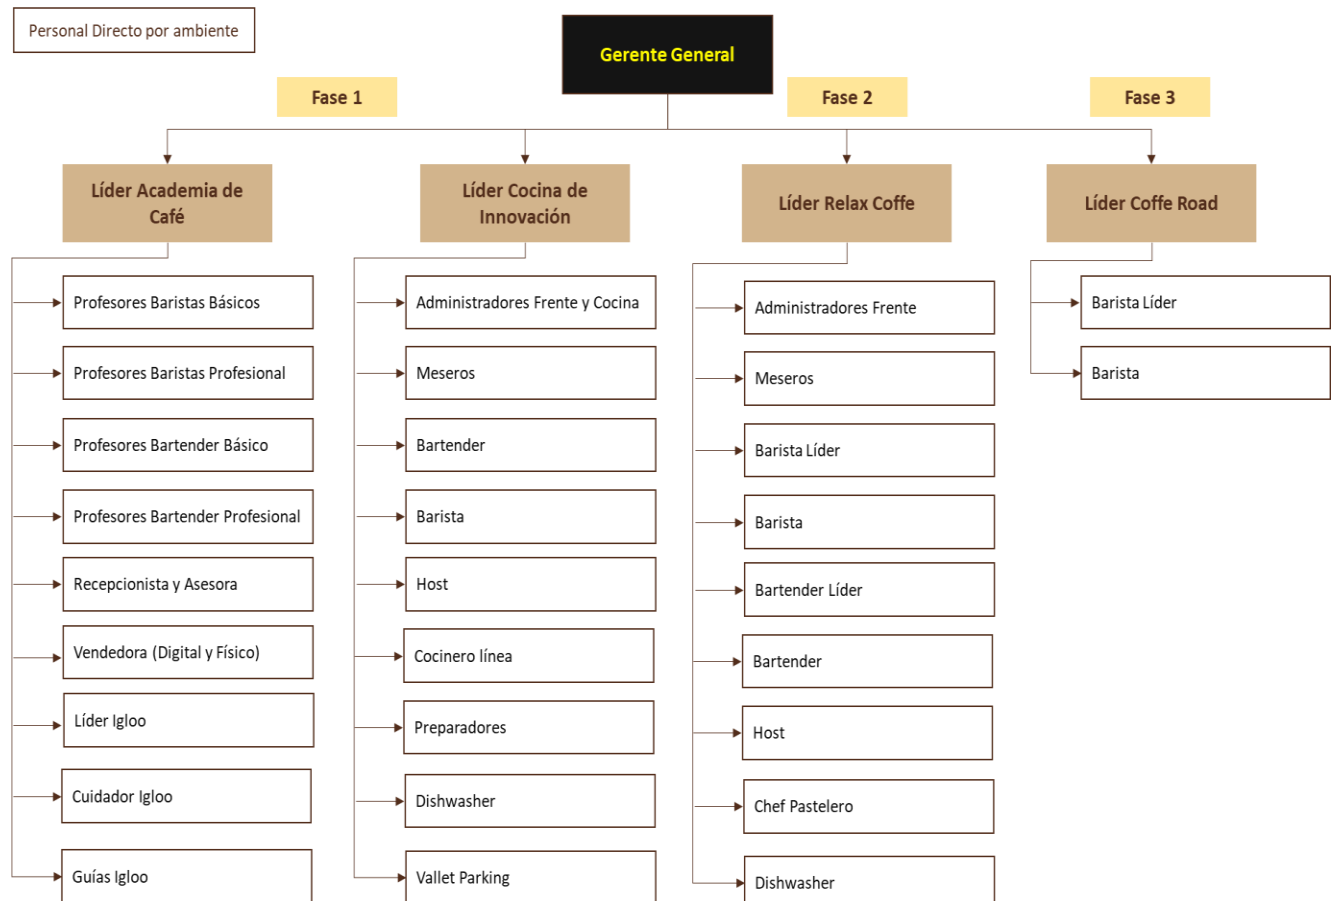 Personal Directo por ambiente
Gerente General
Fase 1
Fase 2
Fase 3
Líder Academia de
Café
Líder Cocina de
Innovación
Líder Relax Coffe
Líder Coffe Road
Profesores Baristas Básicos
Profesores Baristas Profesional
Profesores Bartender Básico
Profesores Bartender Profesional
Recepcionista y Asesora
Vendedora (Digital y Físico)
Líder Igloo
Cuidador Igloo
Guías Igloo
Administradores Frente y Cocina
Meseros
Bartender
Barista
Host
Cocinero línea
Preparadores
Dishwasher
Vallet Parking
Administradores Frente
Meseros
Barista Líder
Barista
Bartender Líder
Bartender
Host
Chef Pastelero
Dishwasher
Barista Líder
Barista